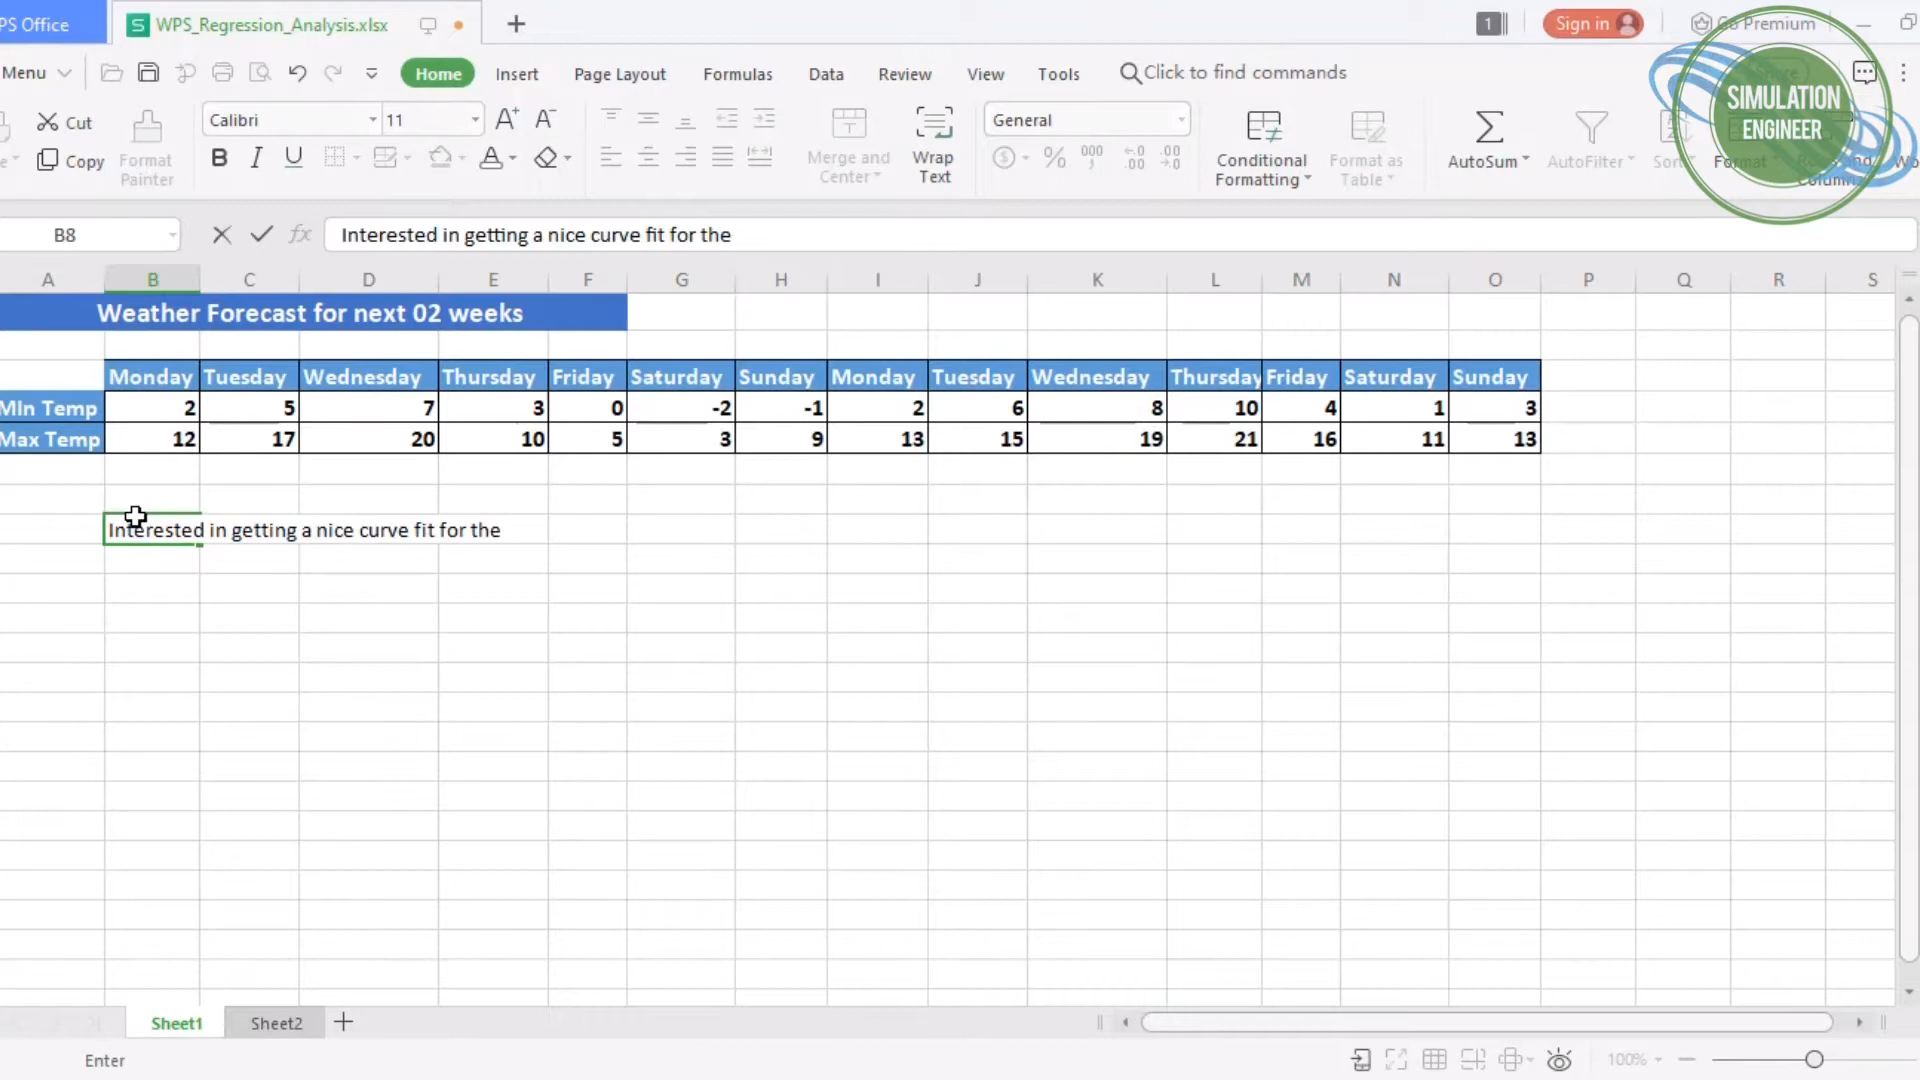 PS Office
WPS_Regression_Analysis.xlsx
1
Sign in
Go Premium
Menu
Home
Insert
Page Layout
Formulas
Data
Review
View
Tools
Click to find commands
SIMULATION
ENGINEER
Cut
Copy
Format
Painter
Calibri
11
Merge and
Center
Wrap
Text
General
Conditional
Formatting
Format as
Table
AutoSum
AutoFilter
Sort
Format
B8
Interested in getting a nice curve fit for the
A B C D E F G H I J K L M N O P Q R S
Weather Forecast for next 02 weeks
Monday Tuesday Wednesday Thursday Friday Saturday Sunday Monday Tuesday Wednesday Thursday Friday Saturday Sunday
MIn Temp 2 5 7 3 0 -2 -1 2 6 8 10 4 1 3
Max Temp 12 17 20 10 5 3 9 13 15 19 21 16 11 13
Interested in getting a nice curve fit for the
Sheet1
Sheet2
Enter
100%